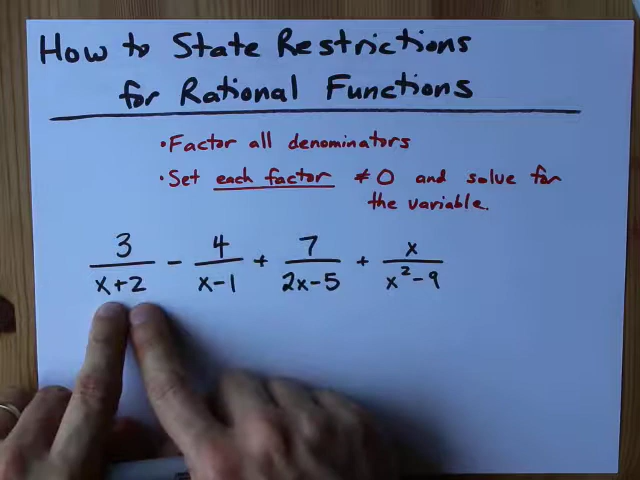 How to State Restrictions
for Rational Functions
•Factor all denominators
•Set each factor ≠ 0 and solve for
the variable.
3/(x+2) - 4/(x-1) + 7/(2x-5) + x/(x²-9)